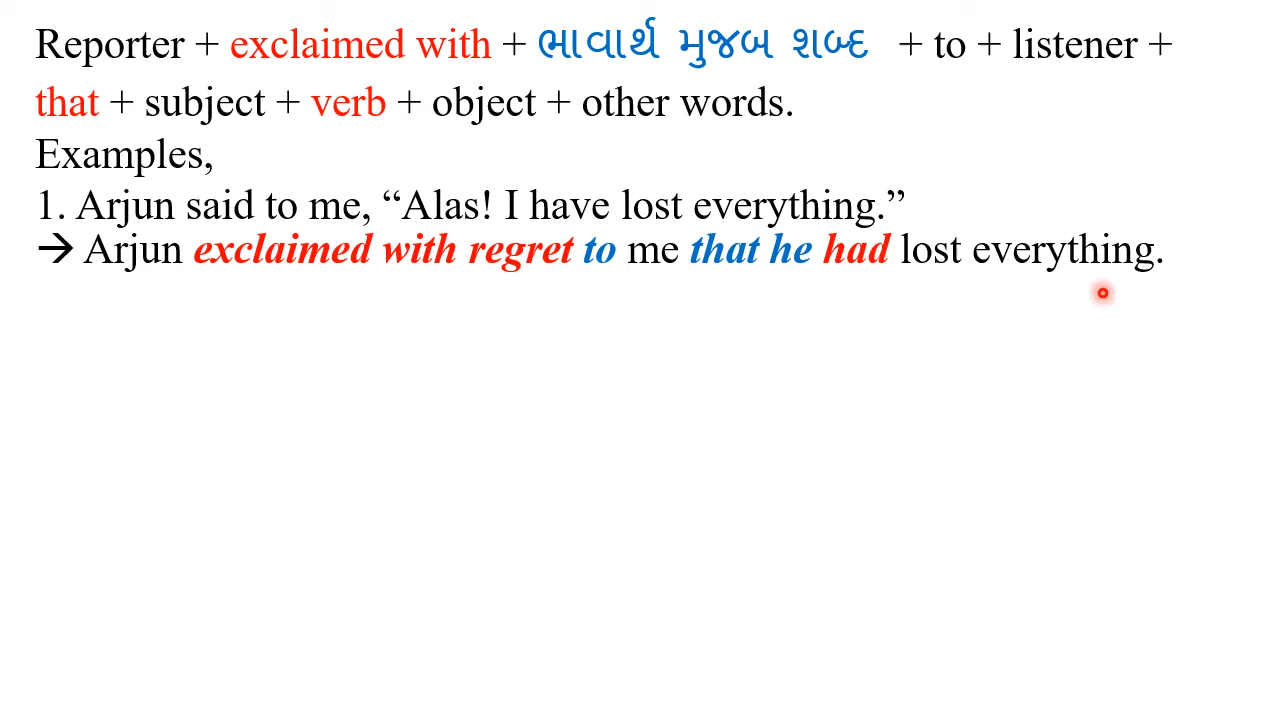 Reporter + exclaimed with + ભાવાર્થ મુજબ શબ્દ + to + listener +
that + subject + verb + object + other words.
Examples,
1. Arjun said to me, “Alas! I have lost everything.”
→ Arjun exclaimed with regret to me that he had lost everything.